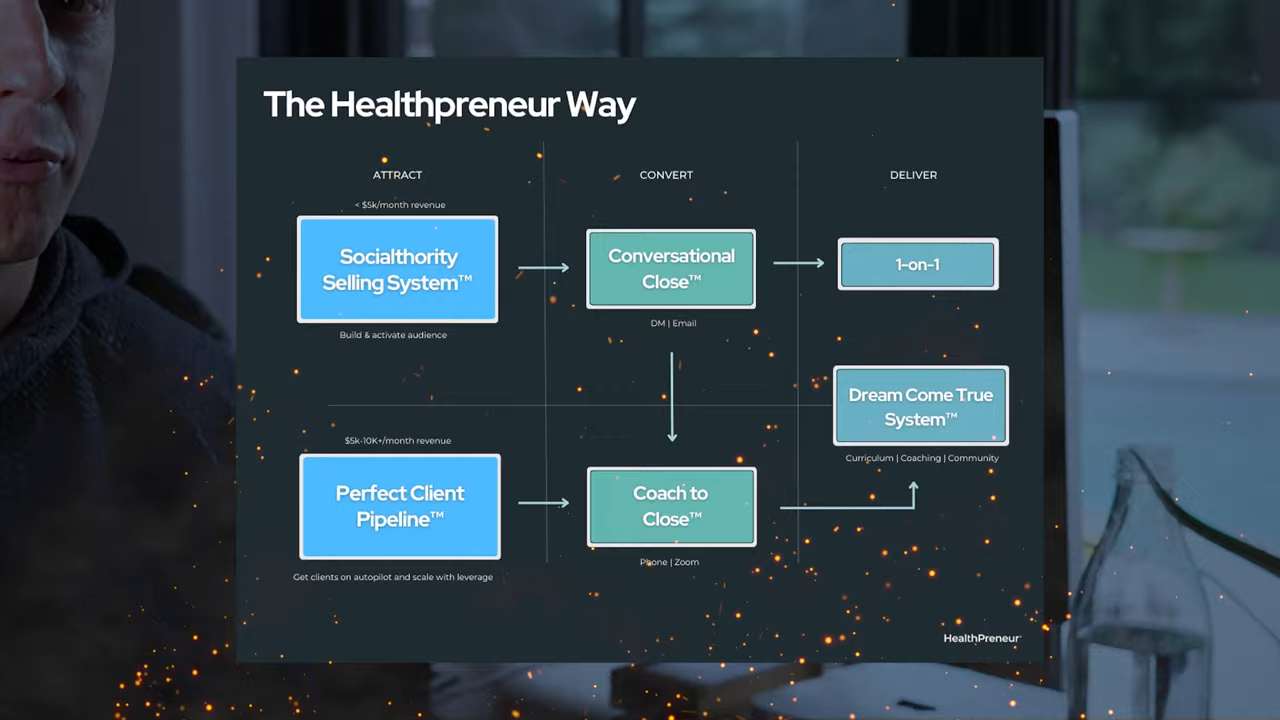 The Healthpreneur Way
ATTRACT
CONVERT
DELIVER
< $5k/month revenue
Socialthority
Selling System™
Build & activate audience
Conversational
Close™
DM | Email
1-on-1
Dream Come True
System™
Curriculum | Coaching | Community
$5k-10K+/month revenue
Perfect Client
Pipeline™
Get clients on autopilot and scale with leverage
Coach to
Close™
Phone | Zoom
HealthPreneur